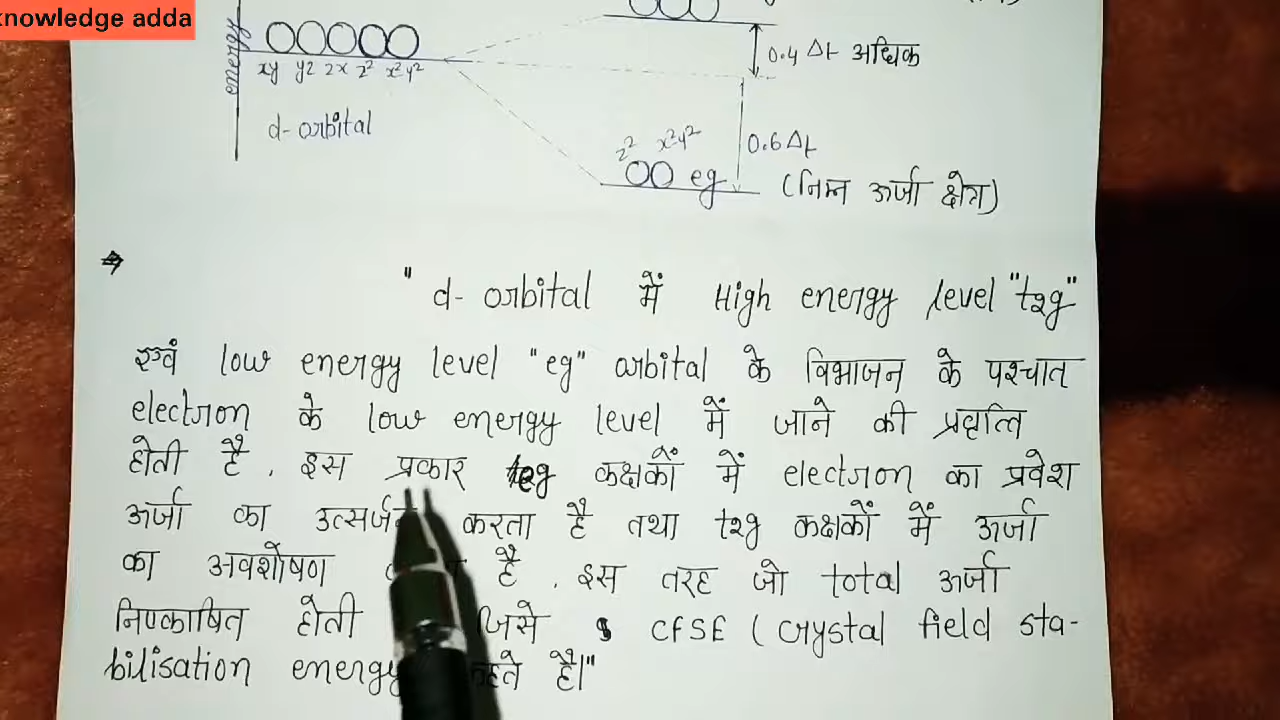 knowledge adda
0.4 Δt अधिक
energy
xy yz zx z² x²y²
d-orbital
z² x²y²
0.6 Δt
eg (निम्न ऊर्जा क्षेत्र)
" d- orbital में High energy level "t2g"
एवं low energy level "eg" orbital के विभाजन के पश्चात
electron के low energy level में जाने की प्रवृत्ति
होती है . इस प्रकार eg कक्षकों में electron का प्रवेश
ऊर्जा का उत्सर्जन करता है तथा t2g कक्षकों में ऊर्जा
का अवशोषण है . इस तरह जो total ऊर्जा
निष्काषित होती जिसे CFSE (crystal field sta-
bilisation energy कहते है।"